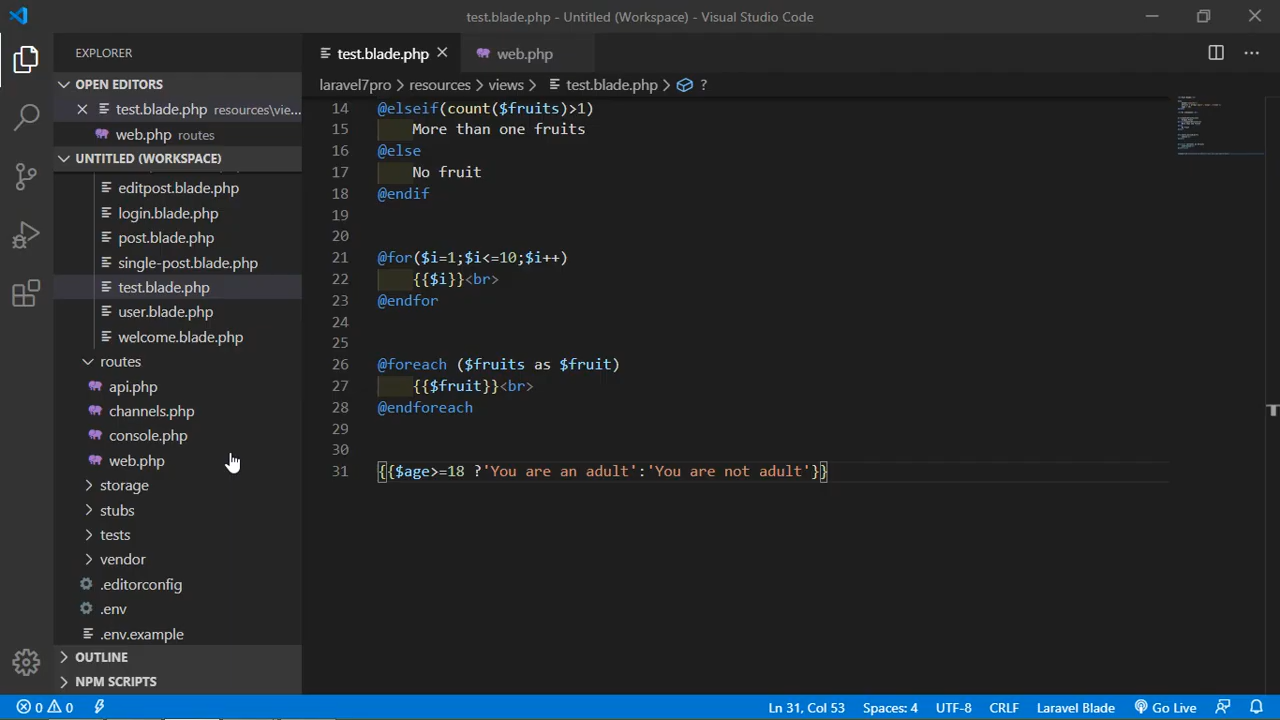 test.blade.php - Untitled (Workspace) - Visual Studio Code
EXPLORER
OPEN EDITORS
test.blade.php resources\vie...
web.php routes
UNTITLED (WORKSPACE)
editpost.blade.php
login.blade.php
post.blade.php
single-post.blade.php
test.blade.php
user.blade.php
welcome.blade.php
routes
api.php
channels.php
console.php
web.php
storage
stubs
tests
vendor
.editorconfig
.env
.env.example
OUTLINE
NPM SCRIPTS
test.blade.php
web.php
laravel7pro > resources > views > test.blade.php > ?
14 @elseif(count($fruits)>1)
15 More than one fruits
16 @else
17 No fruit
18 @endif
19
20
21 @for($i=1;$i<=10;$i++)
22 {{$i}}<br>
23 @endfor
24
25
26 @foreach ($fruits as $fruit)
27 {{$fruit}}<br>
28 @endforeach
29
30
31 {{$age>=18 ?'You are an adult':'You are not adult'}}
0 0 Ln 31, Col 53 Spaces: 4 UTF-8 CRLF Laravel Blade Go Live